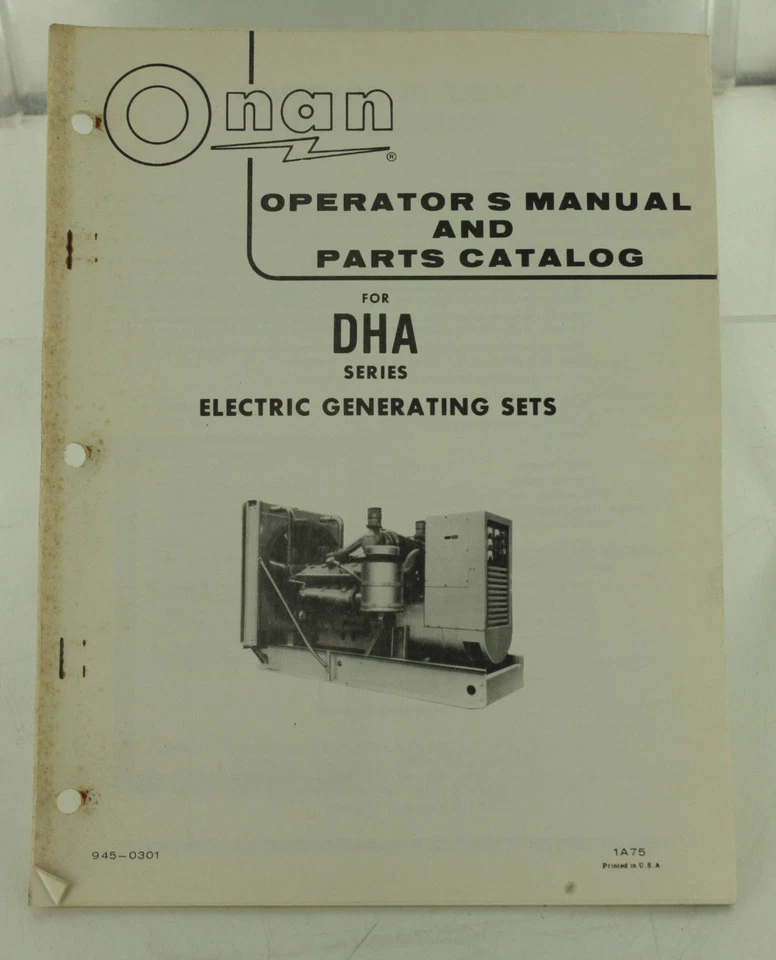 Onan
®
OPERATOR S MANUAL
AND
PARTS CATALOG
FOR
DHA
SERIES
ELECTRIC GENERATING SETS
945-0301
1A75
Printed in U.S.A